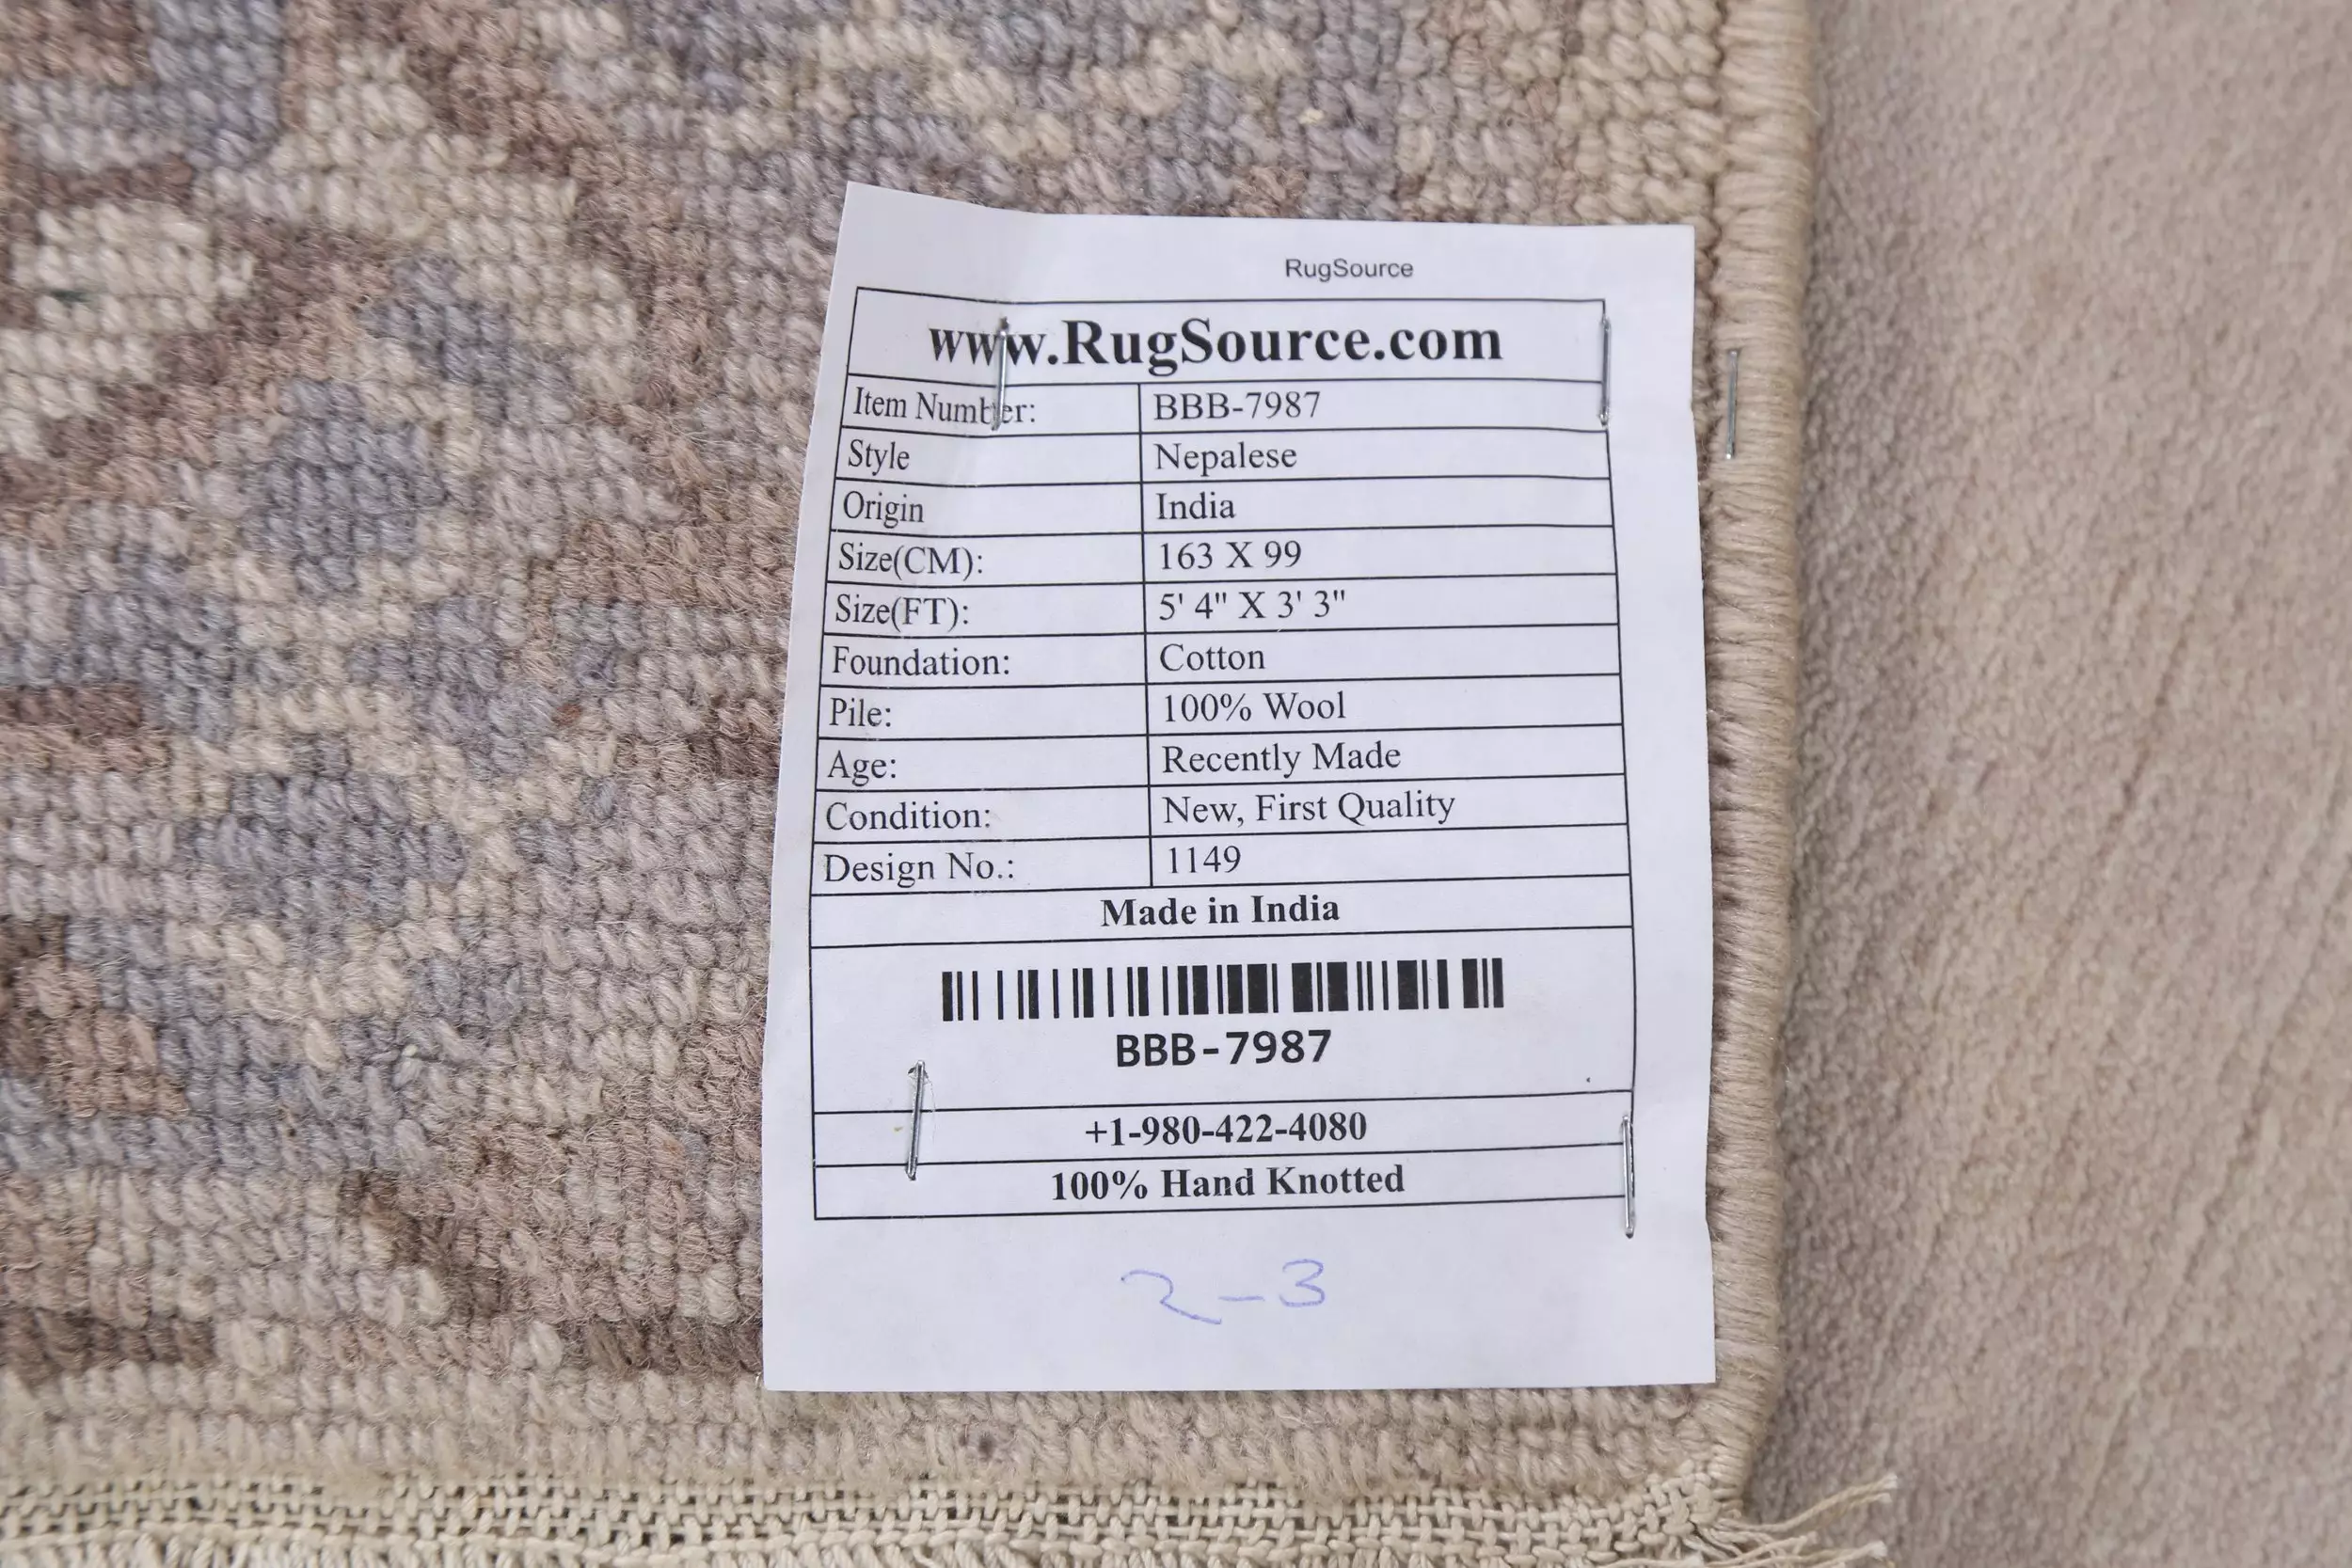 RugSource
www.RugSource.com
Item Number: BBB-7987
Style Nepalese
Origin India
Size(CM): 163 X 99
Size(FT): 5' 4" X 3' 3"
Foundation: Cotton
Pile: 100% Wool
Age: Recently Made
Condition: New, First Quality
Design No.: 1149
Made in India
BBB-7987
+1-980-422-4080
100% Hand Knotted
2-3